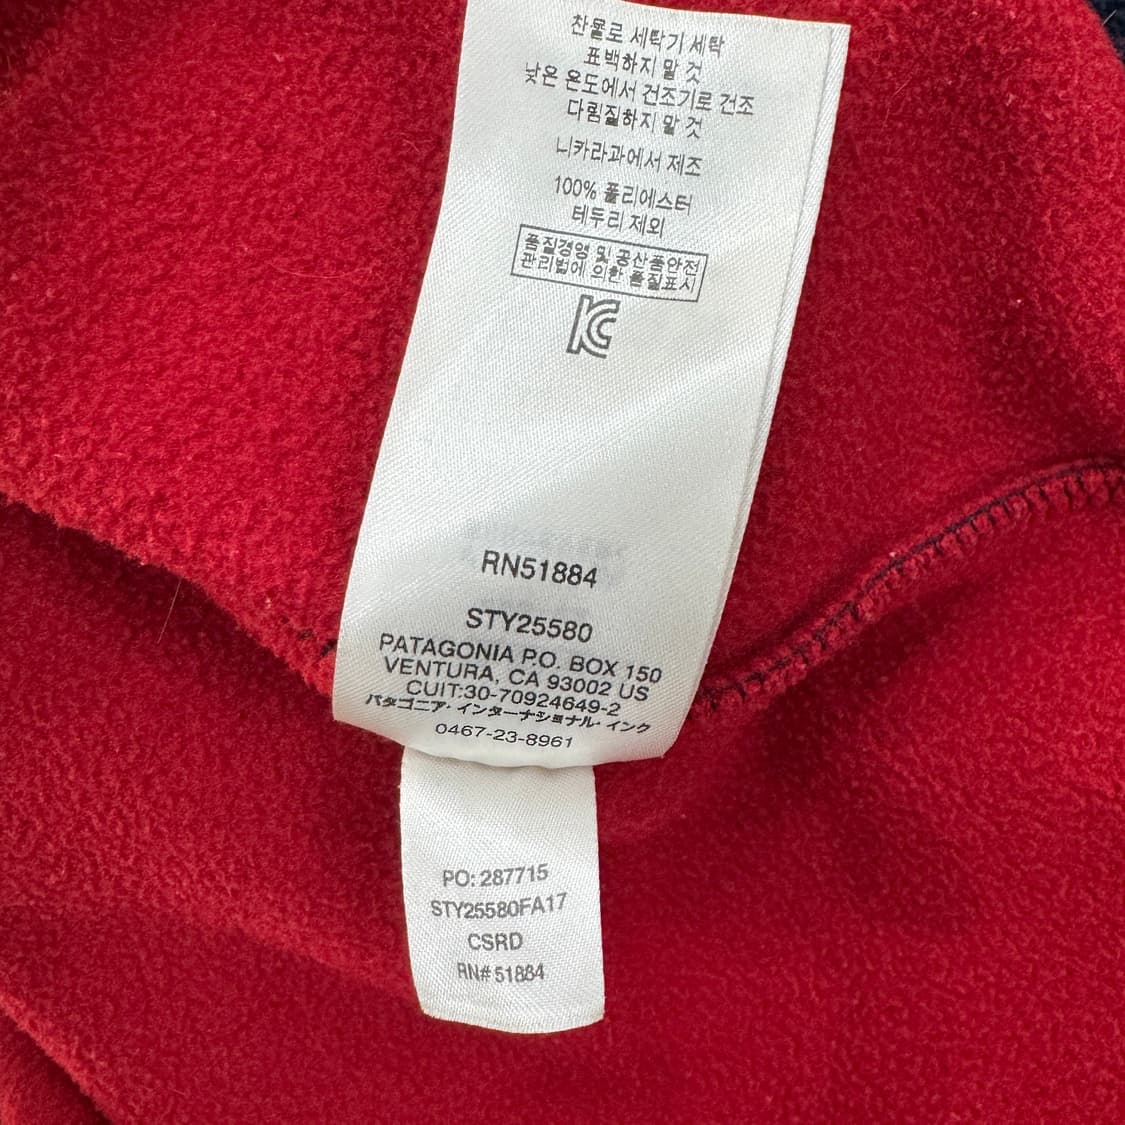 찬물로 세탁기 세탁
표백하지 말 것
낮은 온도에서 건조기로 건조
다림질하지 말 것
니카라과에서 제조
100% 폴리에스터
테두리 제외
품질경영 및 공산품안전
관리법에 의한 품질표시
KC
RN51884
STY25580
PATAGONIA P.O. BOX 150
VENTURA, CA 93002 US
CUIT:30-70924649-2
パタゴニア・インターナショナル・インク
0467-23-8961
PO: 287715
STY25580FA17
CSRD
RN# 51884